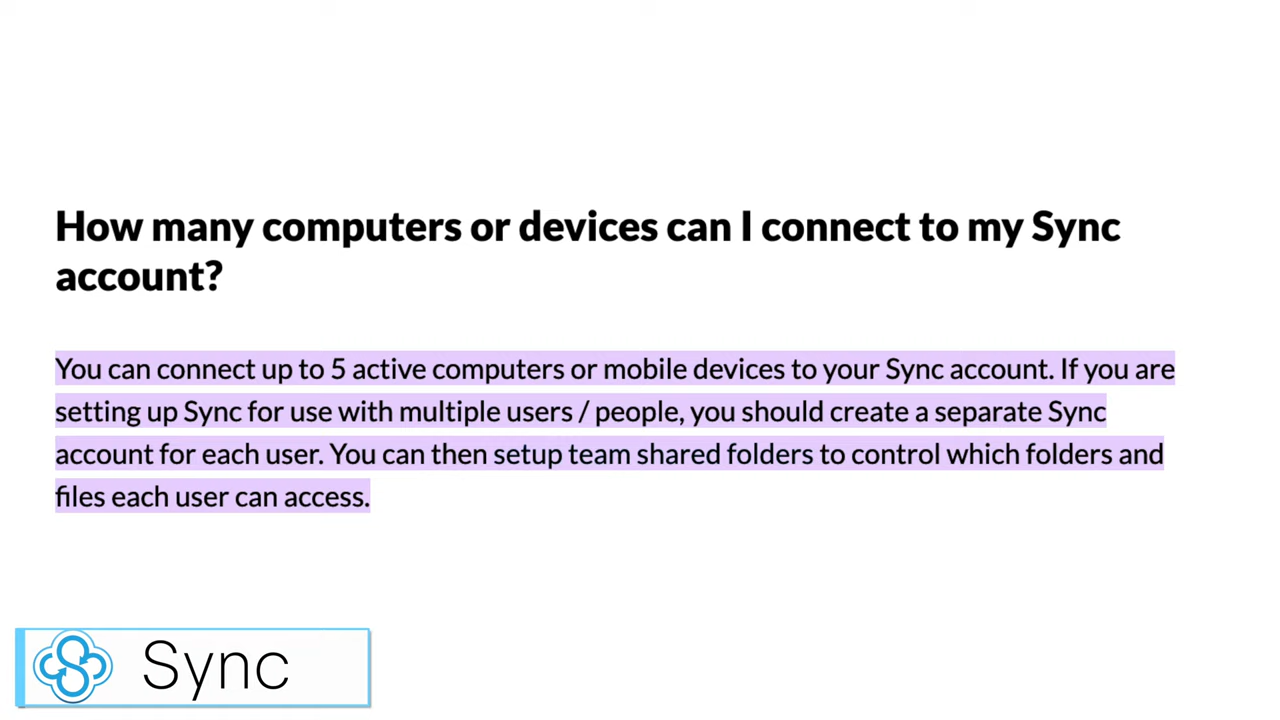 How many computers or devices can I connect to my Sync
account?
You can connect up to 5 active computers or mobile devices to your Sync account. If you are
setting up Sync for use with multiple users / people, you should create a separate Sync
account for each user. You can then setup team shared folders to control which folders and
files each user can access.
Sync